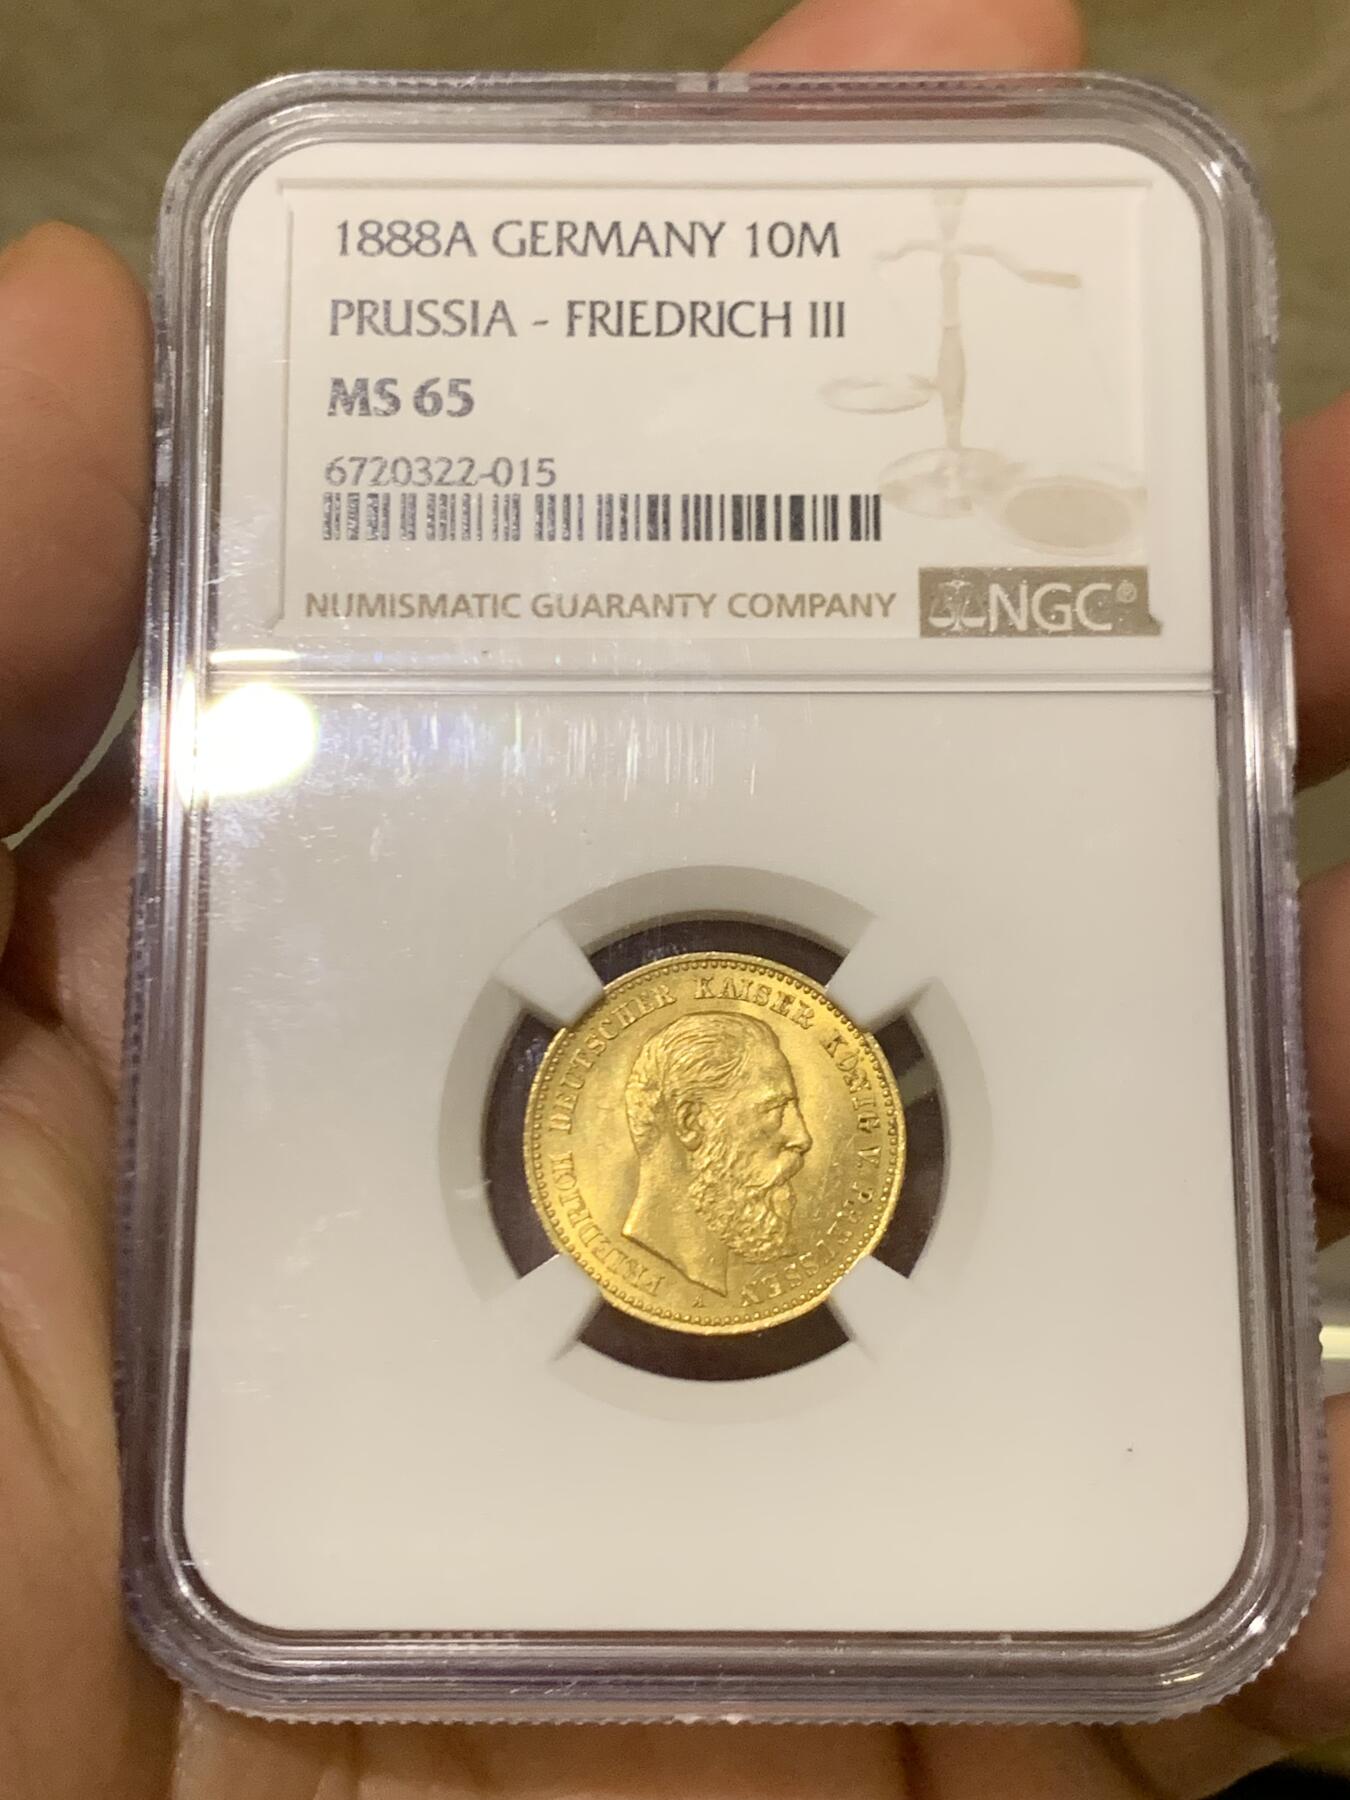 1888A GERMANY 10M
PRUSSIA - FRIEDRICH III
MS 65
6720322-015
NUMISMATIC GUARANTY COMPANY
NGC®
FRIEDRICH DEUTSCHER KAISER KÖNIG V. PREUSSEN
A